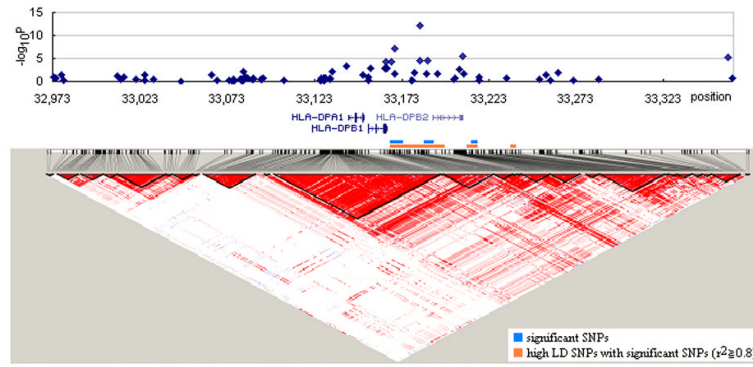 -log10P
15
10
5
0
32,973 33,023 33,073 33,123 33,173 33,223 33,273 33,323 position
HLA-DPA1 HLA-DPB2
HLA-DPB1
significant SNPs
high LD SNPs with significant SNPs (r2≧0.8)